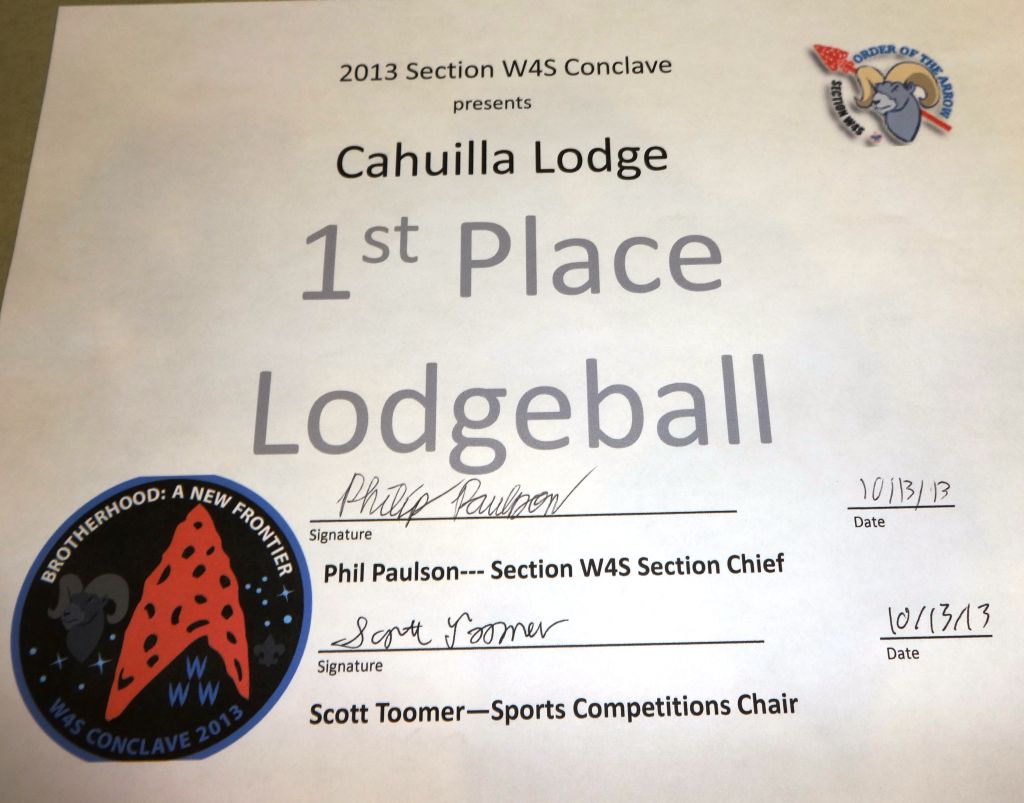 2013 Section W4S Conclave
presents
ORDER OF THE ARROW
SECTION W4S
Cahuilla Lodge
1st Place
Lodgeball
Philip Paulson
10/13/13
Signature
Date
Phil Paulson--- Section W4S Section Chief
Scott Toomer
10/13/13
Signature
Date
Scott Toomer—Sports Competitions Chair
BROTHERHOOD: A NEW FRONTIER
W
W W
W4S CONCLAVE 2013